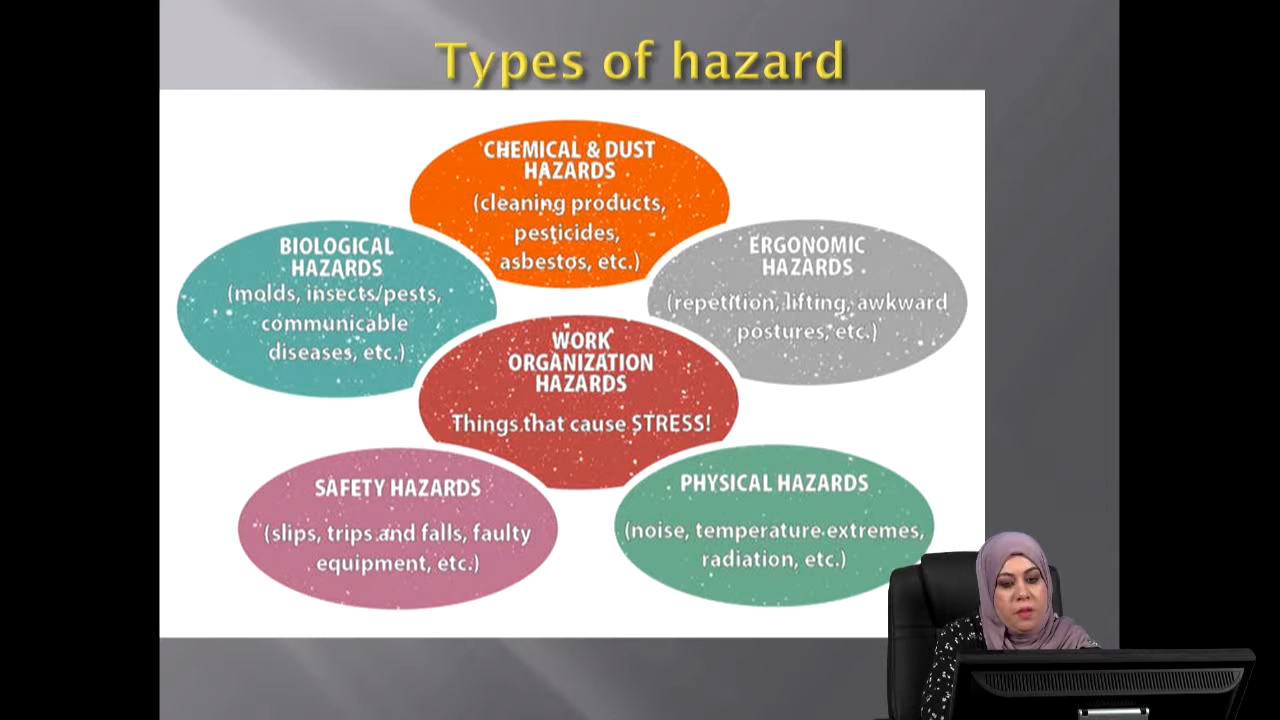 Types of hazard
CHEMICAL & DUST
HAZARDS
(cleaning products,
pesticides,
asbestos, etc.)
BIOLOGICAL
HAZARDS
(molds, insects/pests,
communicable
diseases, etc.)
ERGONOMIC
HAZARDS
(repetition, lifting, awkward
postures, etc.)
WORK
ORGANIZATION
HAZARDS
Things that cause STRESS!
SAFETY HAZARDS
(slips, trips and falls, faulty
equipment, etc.)
PHYSICAL HAZARDS
(noise, temperature extremes,
radiation, etc.)